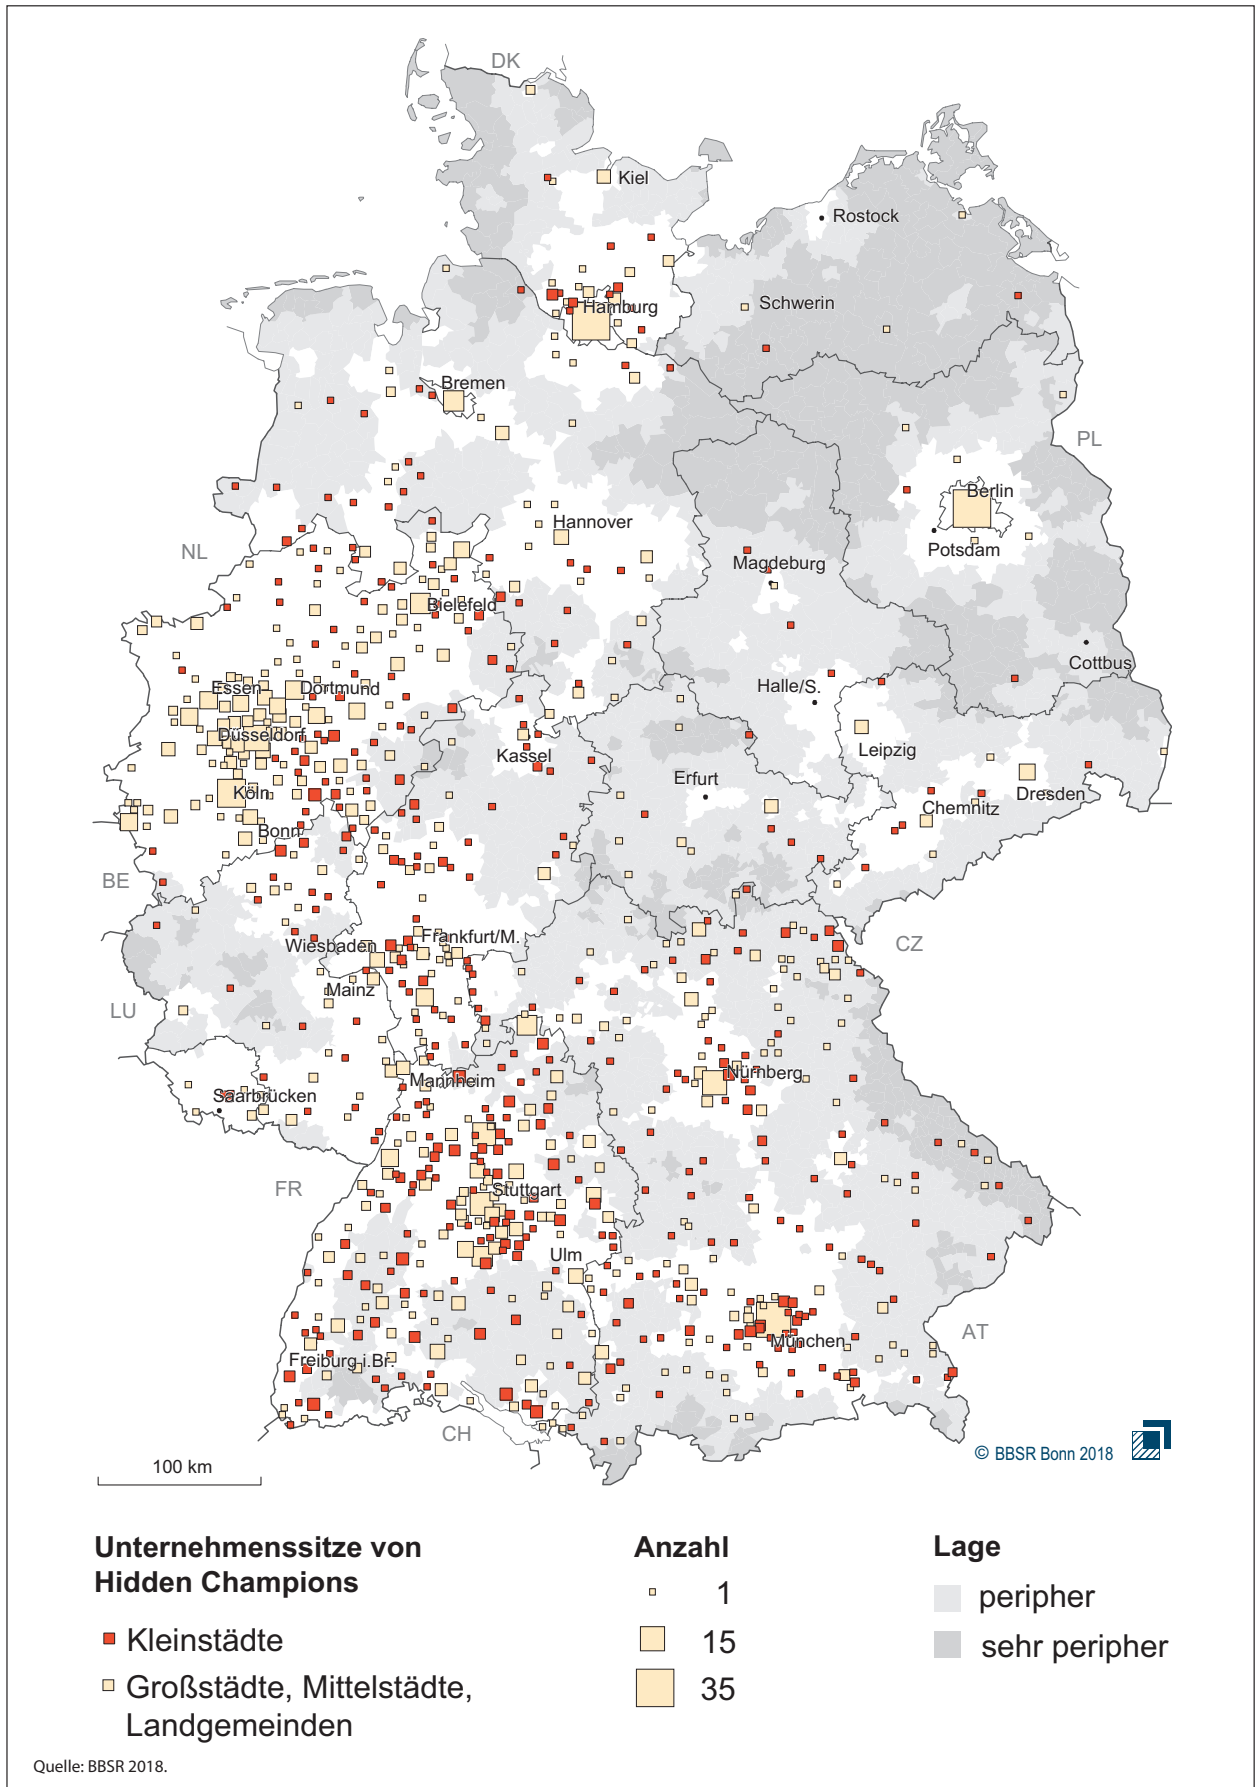 DK
Kiel
Rostock
Schwerin
Hamburg
Bremen
PL
Berlin
Hannover
NL
Potsdam
Magdeburg
Bielefeld
Cottbus
Essen
Dortmund
Halle/S.
Düsseldorf
Leipzig
Kassel
Erfurt
Köln
Dresden
Chemnitz
Bonn
BE
Frankfurt/M.
Wiesbaden
CZ
Mainz
LU
Nürnberg
Mannheim
Saarbrücken
FR
Stuttgart
Ulm
AT
München
Freiburg i.Br.
CH
© BBSR Bonn 2018
100 km
Unternehmenssitze von
Hidden Champions
Kleinstädte
Großstädte, Mittelstädte,
Landgemeinden
Anzahl
1
15
35
Lage
peripher
sehr peripher
Quelle: BBSR 2018.